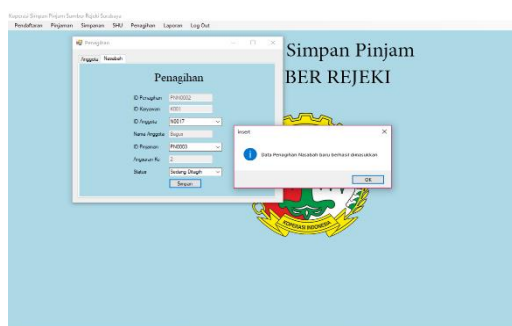 Koperasi Simpan Pinjam Sumber Rejeki Surabaya
Pendaftaran Pinjaman Simpanan SHU Penagihan Laporan Log Out
Penagihan
Simpan Pinjam
BER REJEKI
Anggota Nasabah
Penagihan
ID Penagihan
ID Karyawan K001
ID Anggota N0017
Nama Anggota Bagus
ID Pinjaman PN0003
Angsuran Ke 2
Status Sedang Ditagih
Simpan
Insert
Data Penagihan Nasabah baru berhasil dimasukkan
OK
KOPERASI INDONESIA